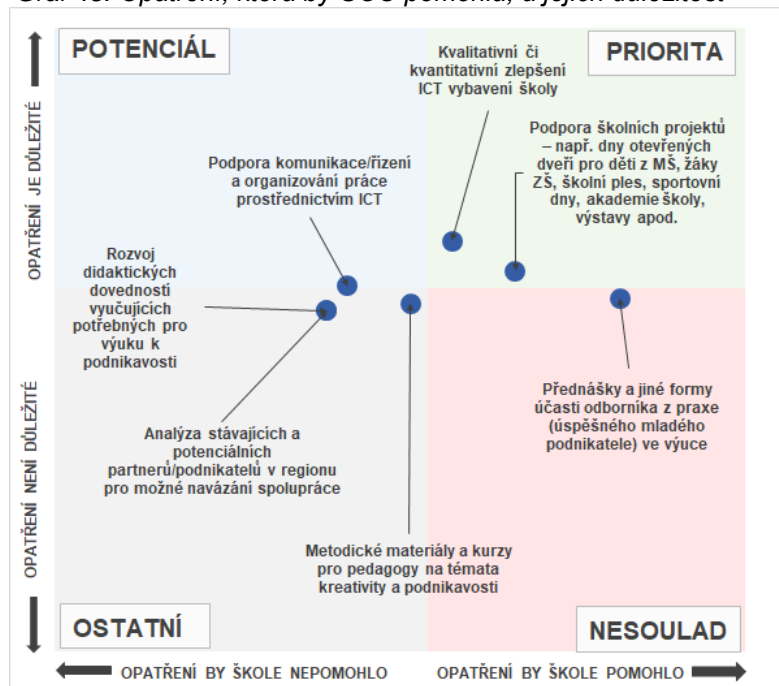 POTENCIÁL
PRIORITA
Kvalitativní či
kvantitativní zlepšení
ICT vybavení školy
Podpora školních projektů
– např. dny otevřených
dveří pro děti z MŠ, žáky
ZŠ, školní ples, sportovní
dny, akademie školy,
výstavy apod.
Podpora komunikace/řízení
a organizování práce
prostřednictvím ICT
Rozvoj
didaktických
dovedností
vyučujících
potřebných pro
výuku k
podnikavosti
Analýza stávajících a
potenciálních
partnerů/podnikatelů v regionu
pro možné navázání spolupráce
Přednášky a jiné formy
účasti odborníka z praxe
(úspěšného mladého
podnikatele) ve výuce
Metodické materiály a kurzy
pro pedagogy na témata
kreativity a podnikavosti
OSTATNÍ
NESOULAD
OPATŘENÍ JE DŮLEŽITÉ
OPATŘENÍ NENÍ DŮLEŽITÉ
OPATŘENÍ BY ŠKOLE NEPOMOHLO
OPATŘENÍ BY ŠKOLE POMOHLO